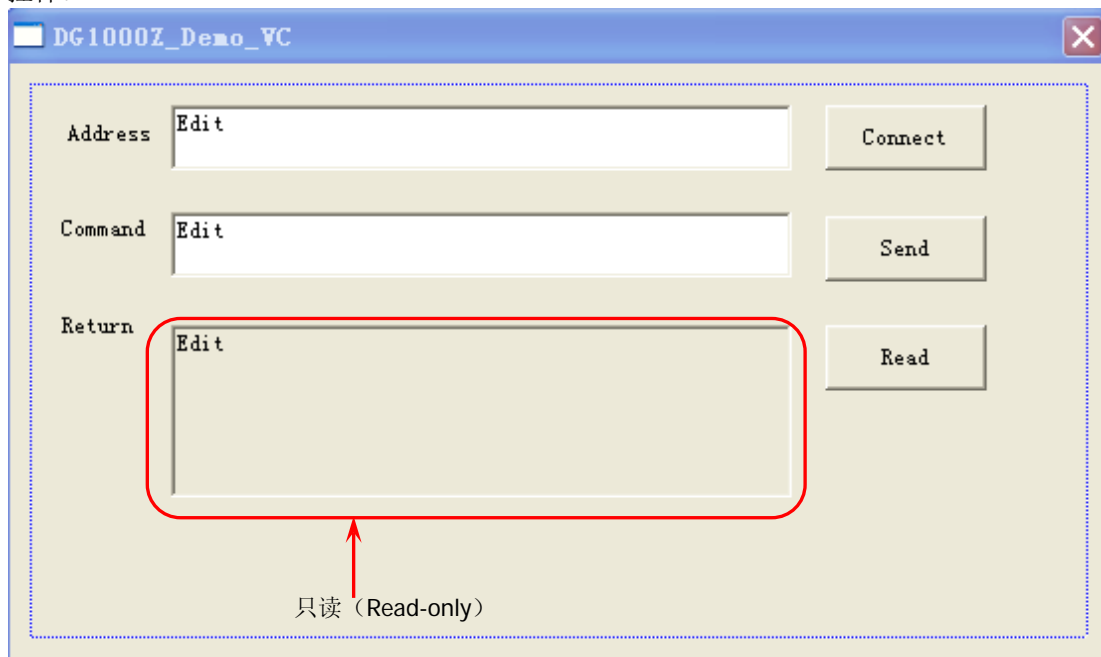 DG1000Z_Demo_VC
Address
Edit
Connect
Command
Edit
Send
Return
Edit
Read
只读（Read-only）